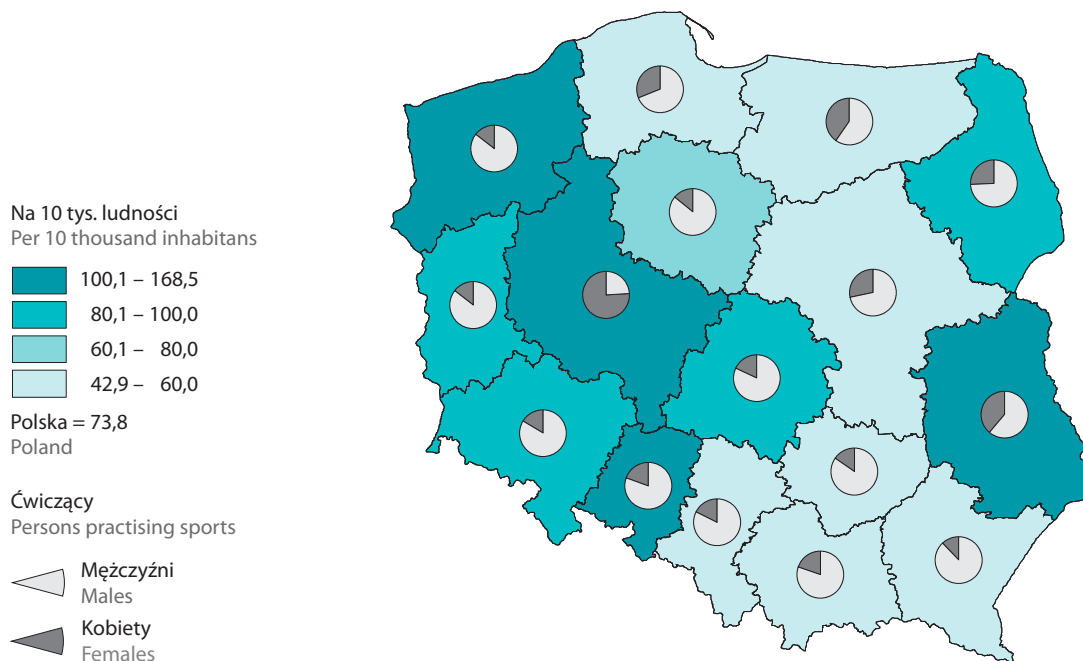 Na 10 tys. ludności
Per 10 thousand inhabitans
100,1 – 168,5
80,1 – 100,0
60,1 – 80,0
42,9 – 60,0
Polska = 73,8
Poland
Ćwiczący
Persons practising sports
Mężczyźni
Males
Kobiety
Females